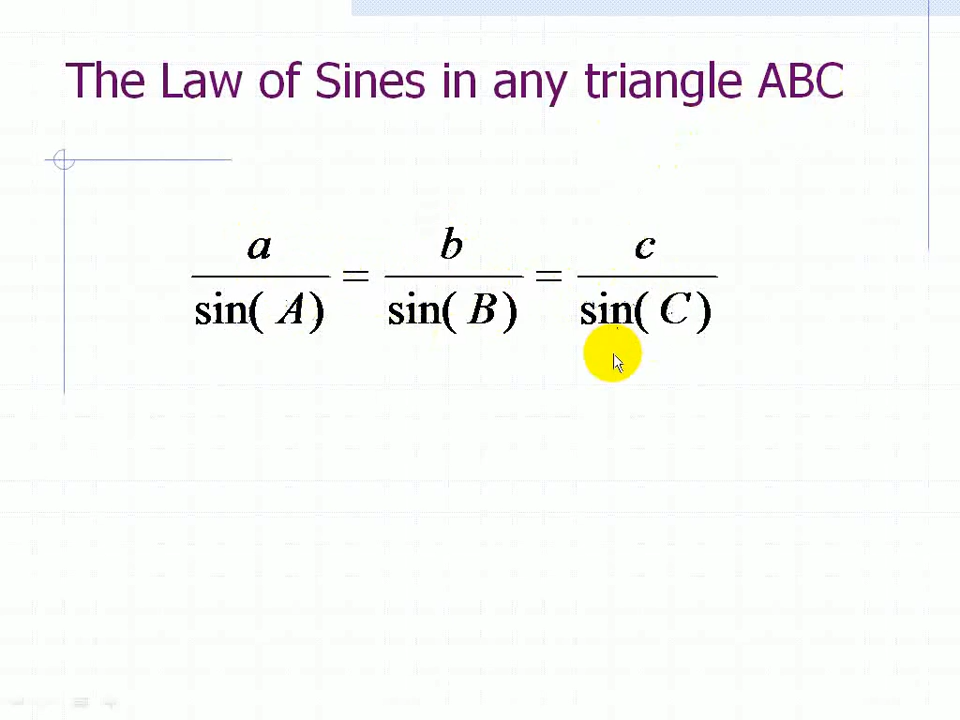 The Law of Sines in any triangle ABC
a/sin( A) = b/sin( B) = c/sin( C)